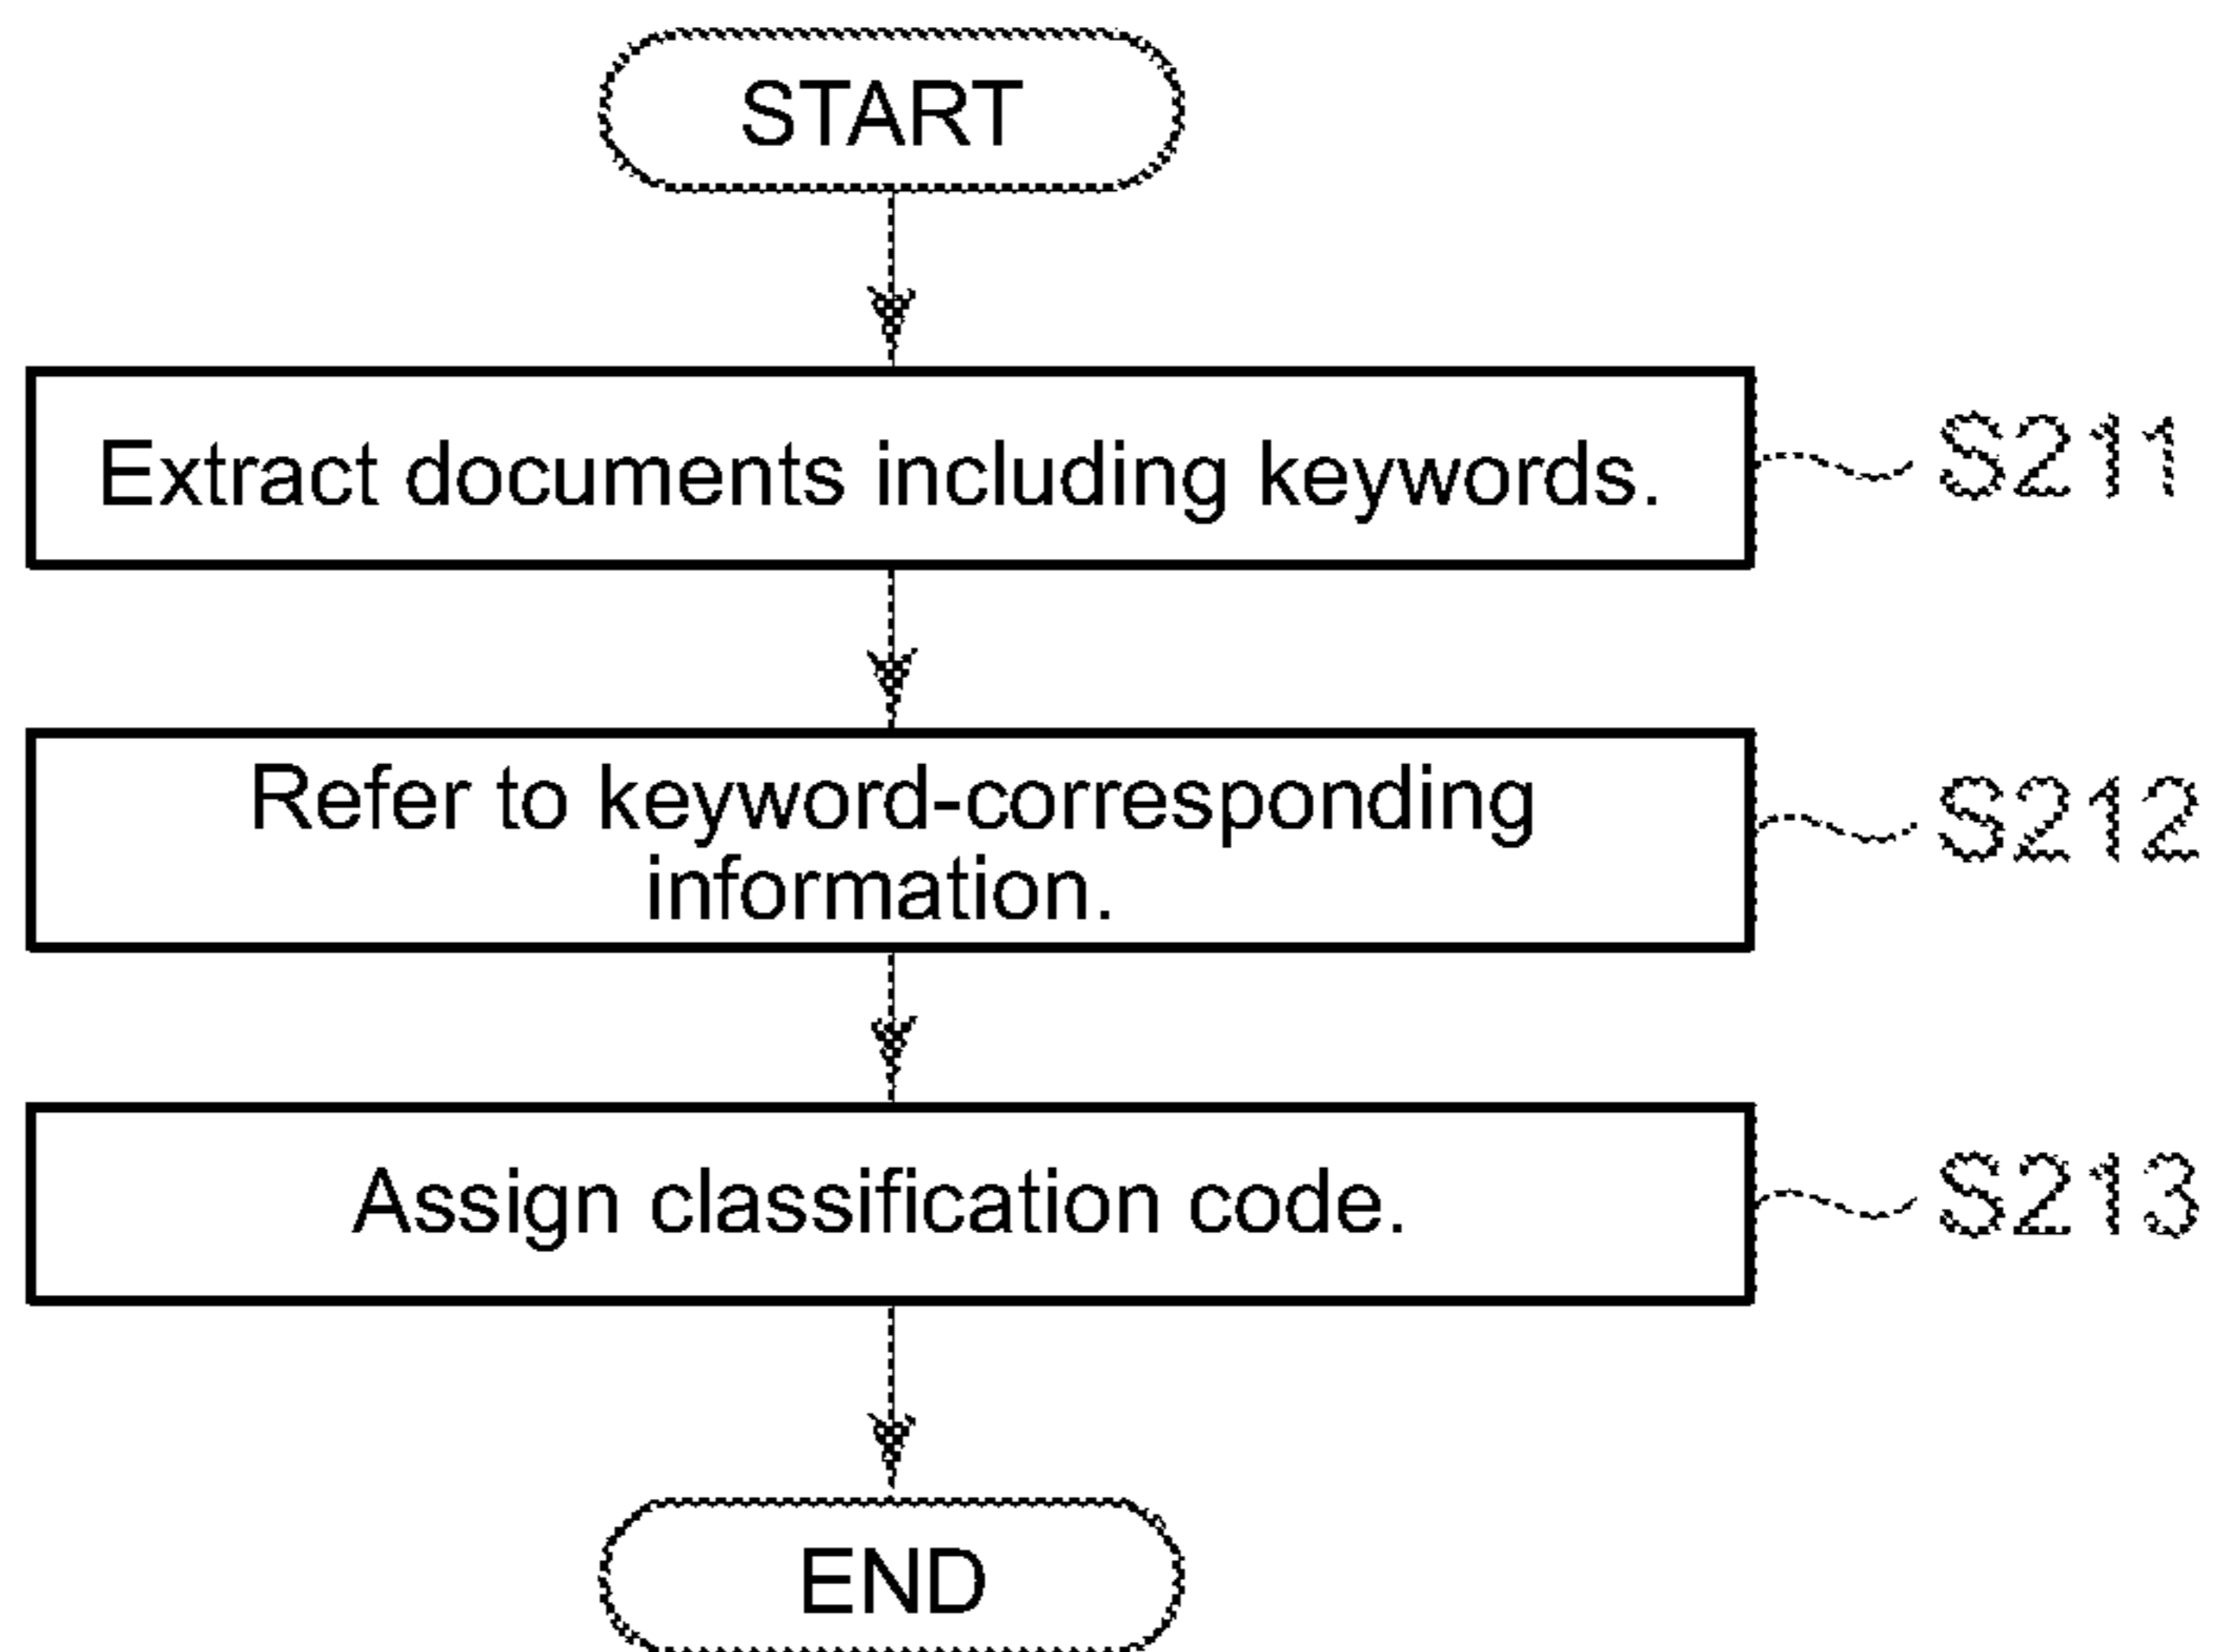 START
Extract documents including keywords.
S211
Refer to keyword-corresponding
information.
S212
Assign classification code.
S213
END